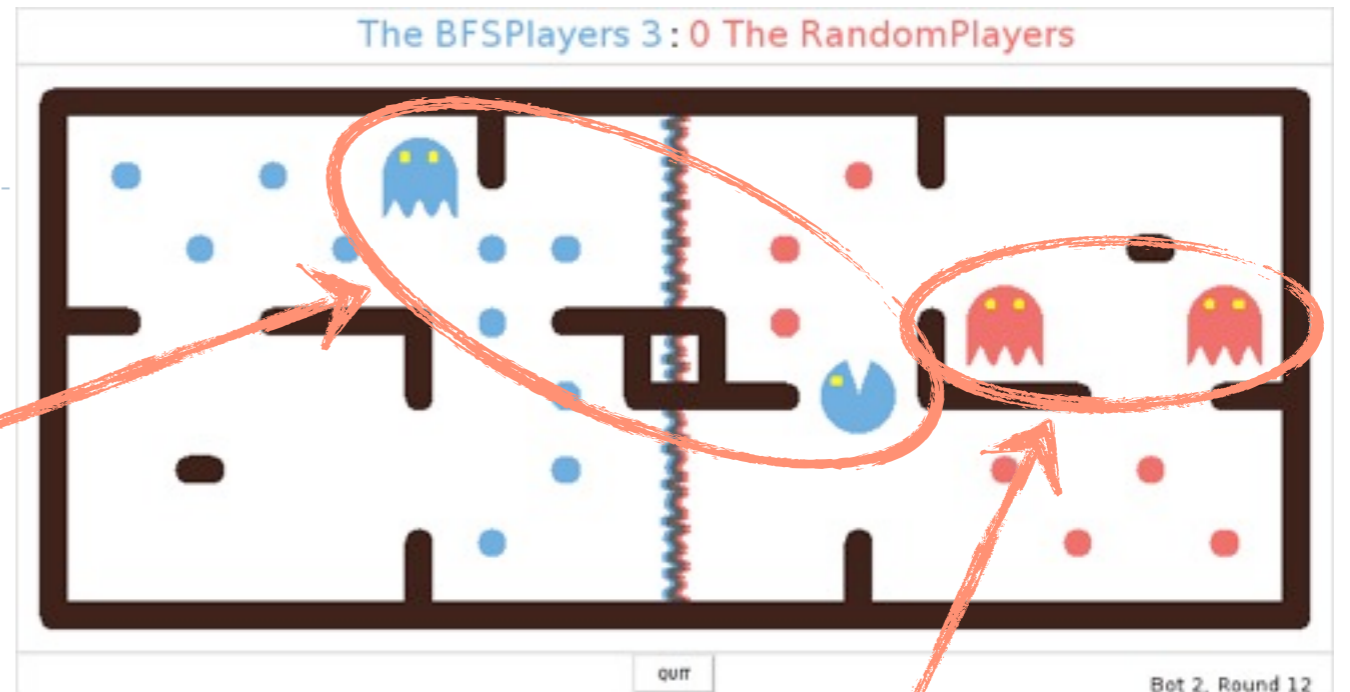 The BFSPlayers 3:0 The RandomPlayers
QUIT
Bot 2, Round 12